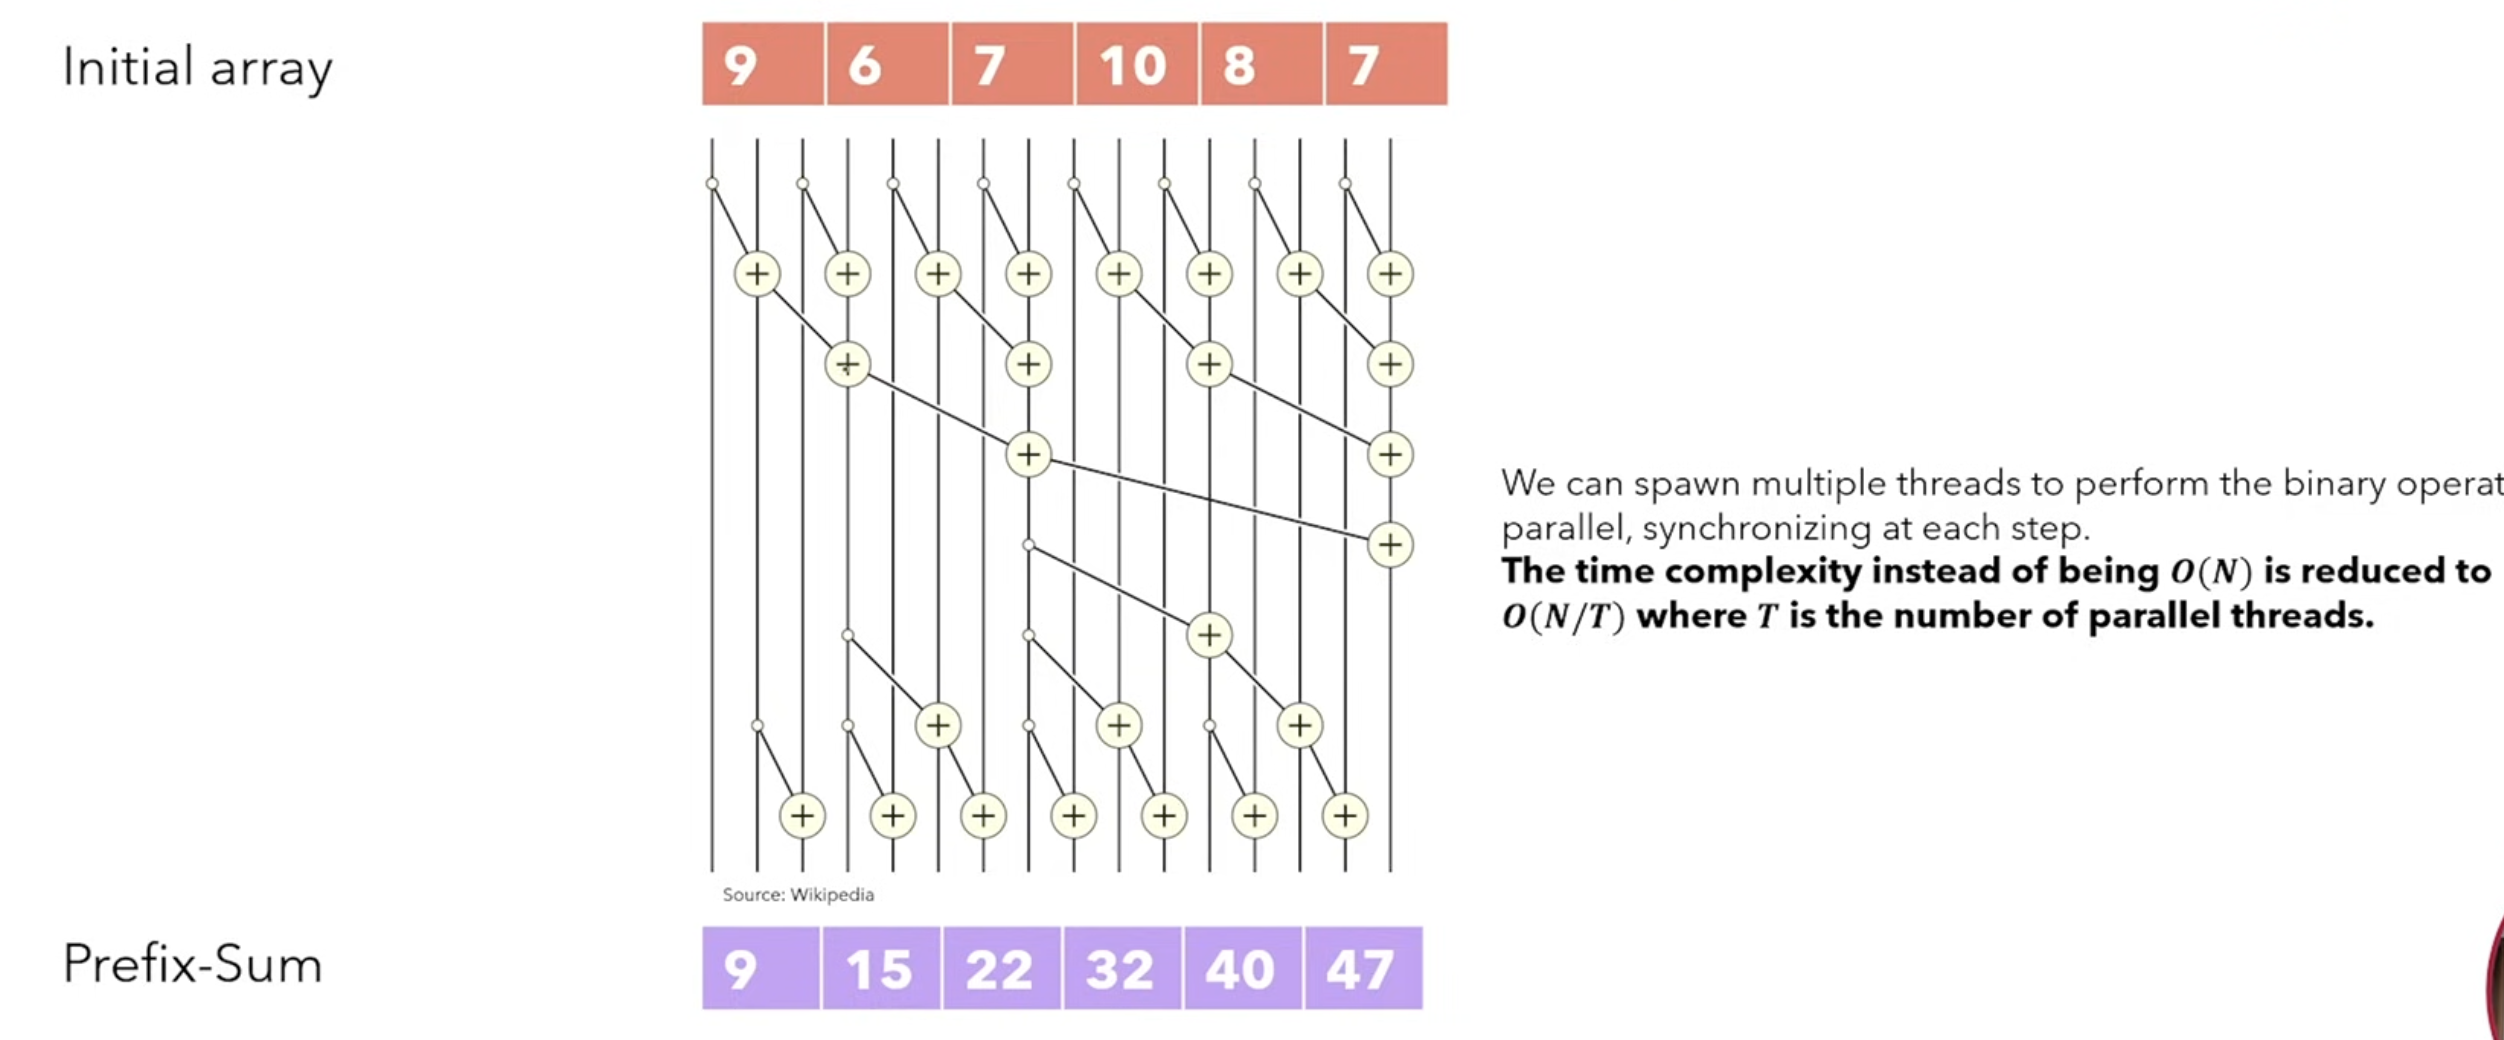 Initial array
9 6 7 10 8 7
+ + + + + + + +
+ + + +
+ +
+
+
+ + +
+ + + + + + +
We can spawn multiple threads to perform the binary operat
parallel, synchronizing at each step.
The time complexity instead of being O(N) is reduced to
O(N/T) where T is the number of parallel threads.
Source: Wikipedia
Prefix-Sum
9 15 22 32 40 47